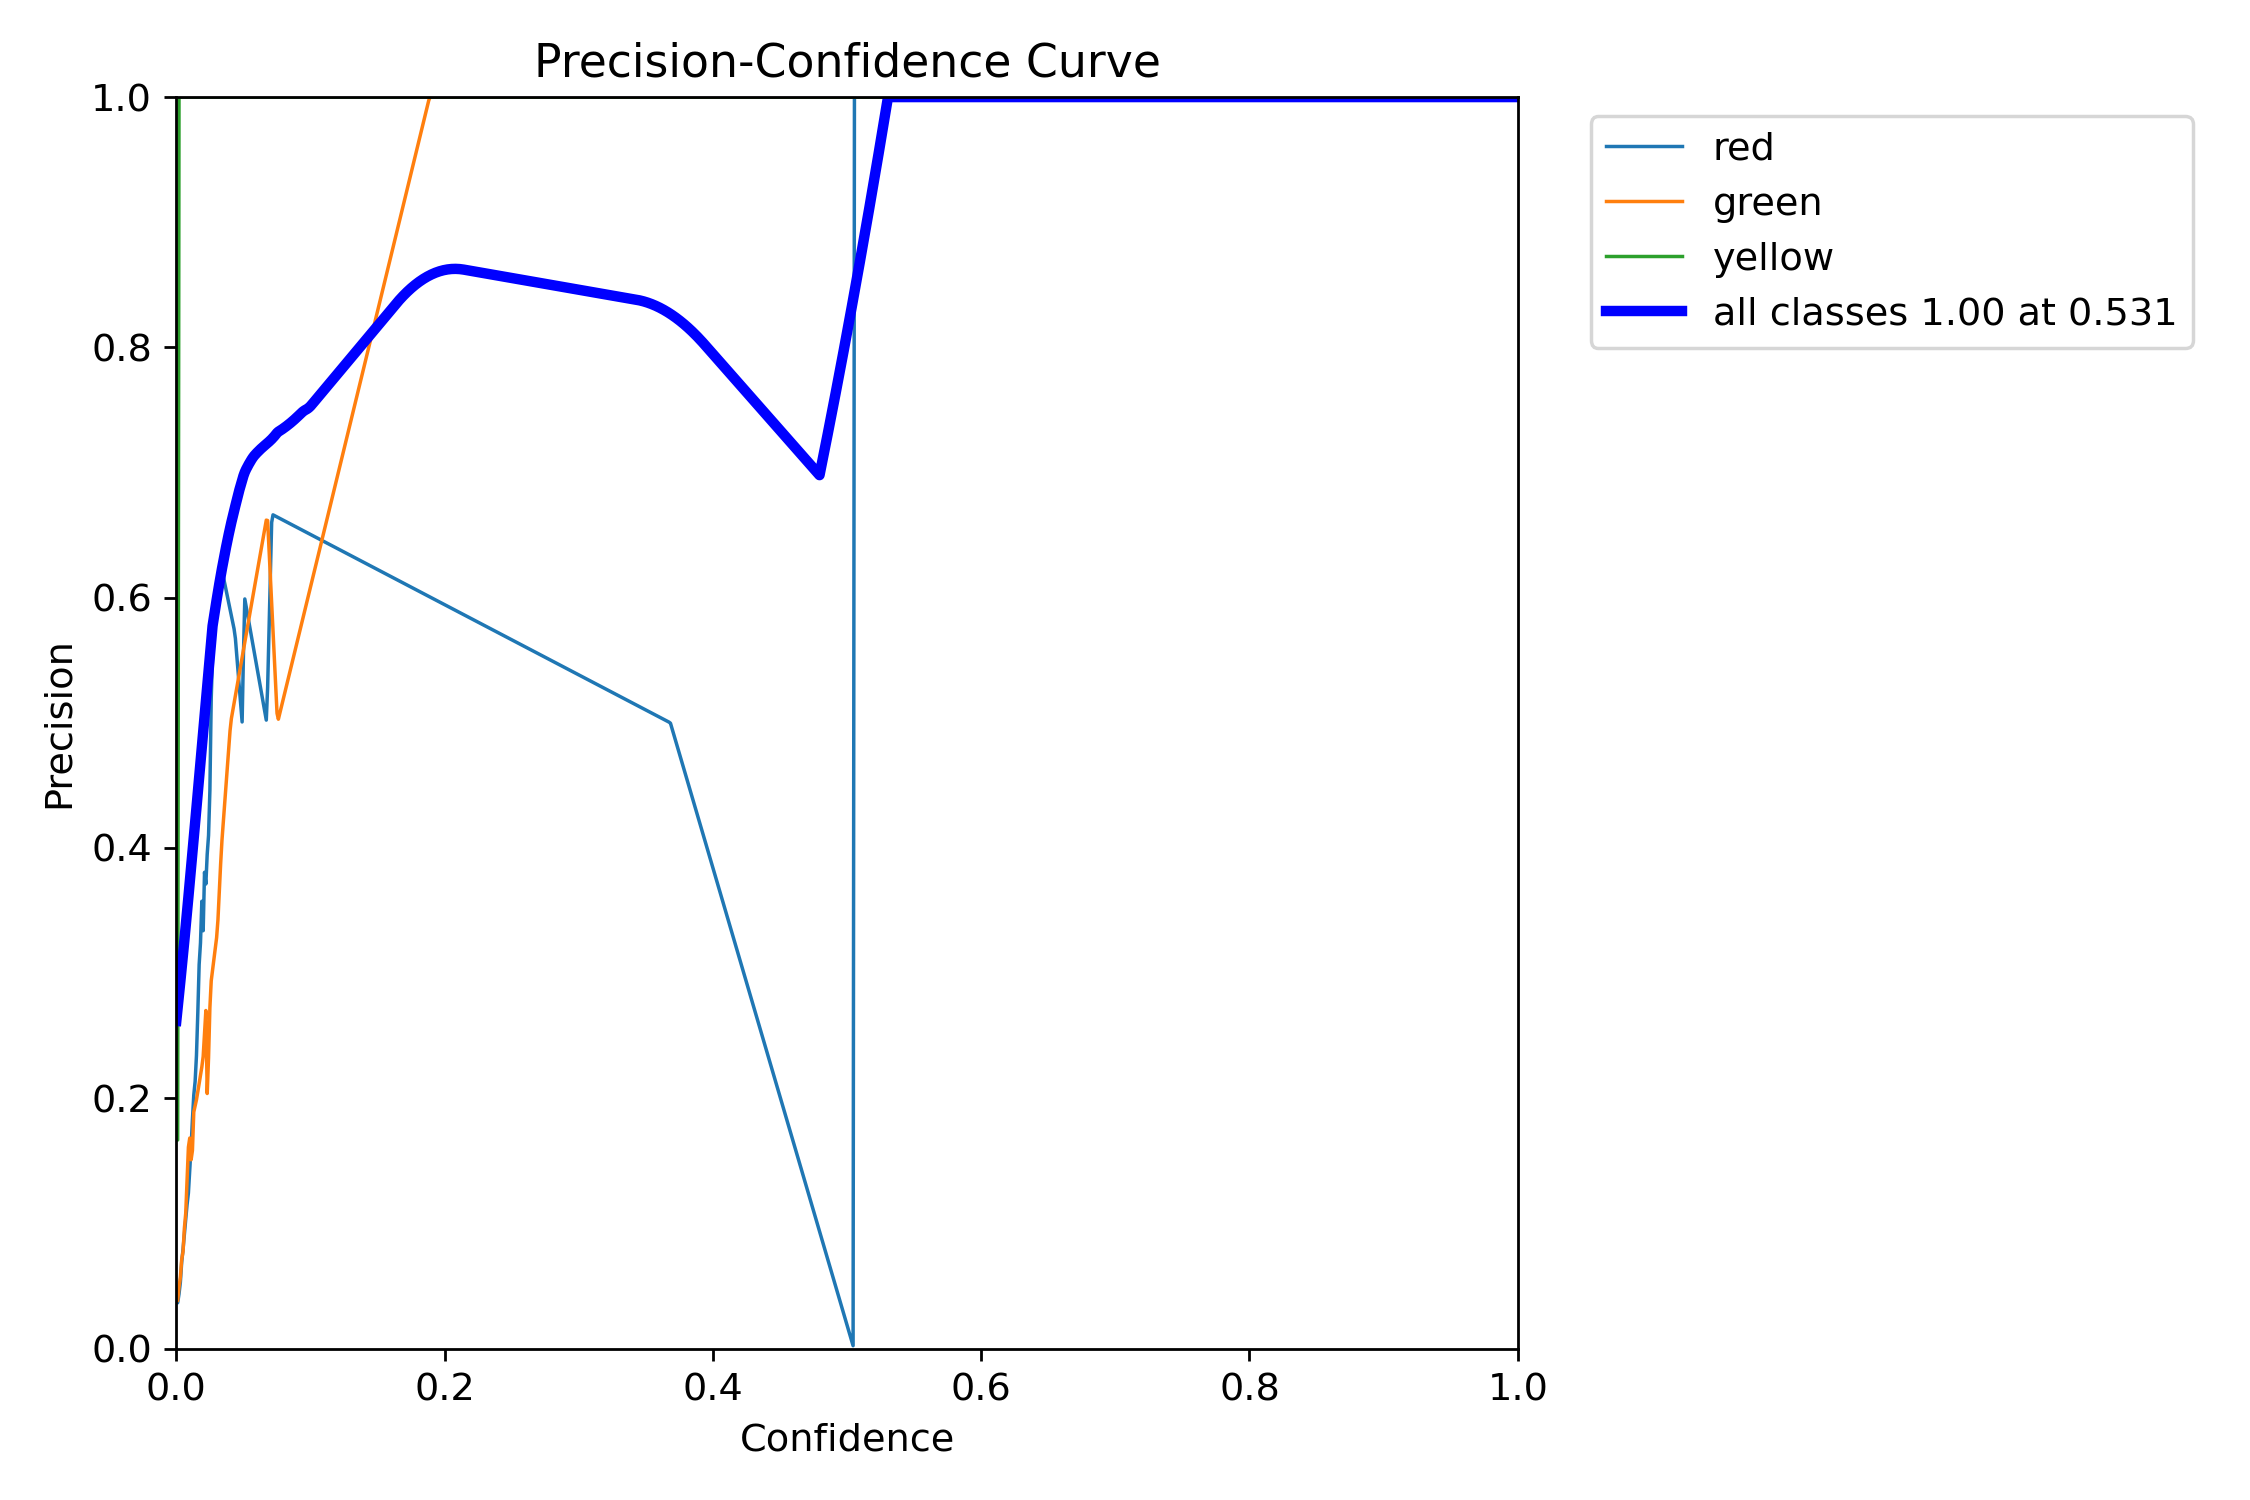 Precision-Confidence Curve
1.0
0.8
0.6
0.4
0.2
0.0
Precision
0.0 0.2 0.4 0.6 0.8 1.0
Confidence
red
green
yellow
all classes 1.00 at 0.531